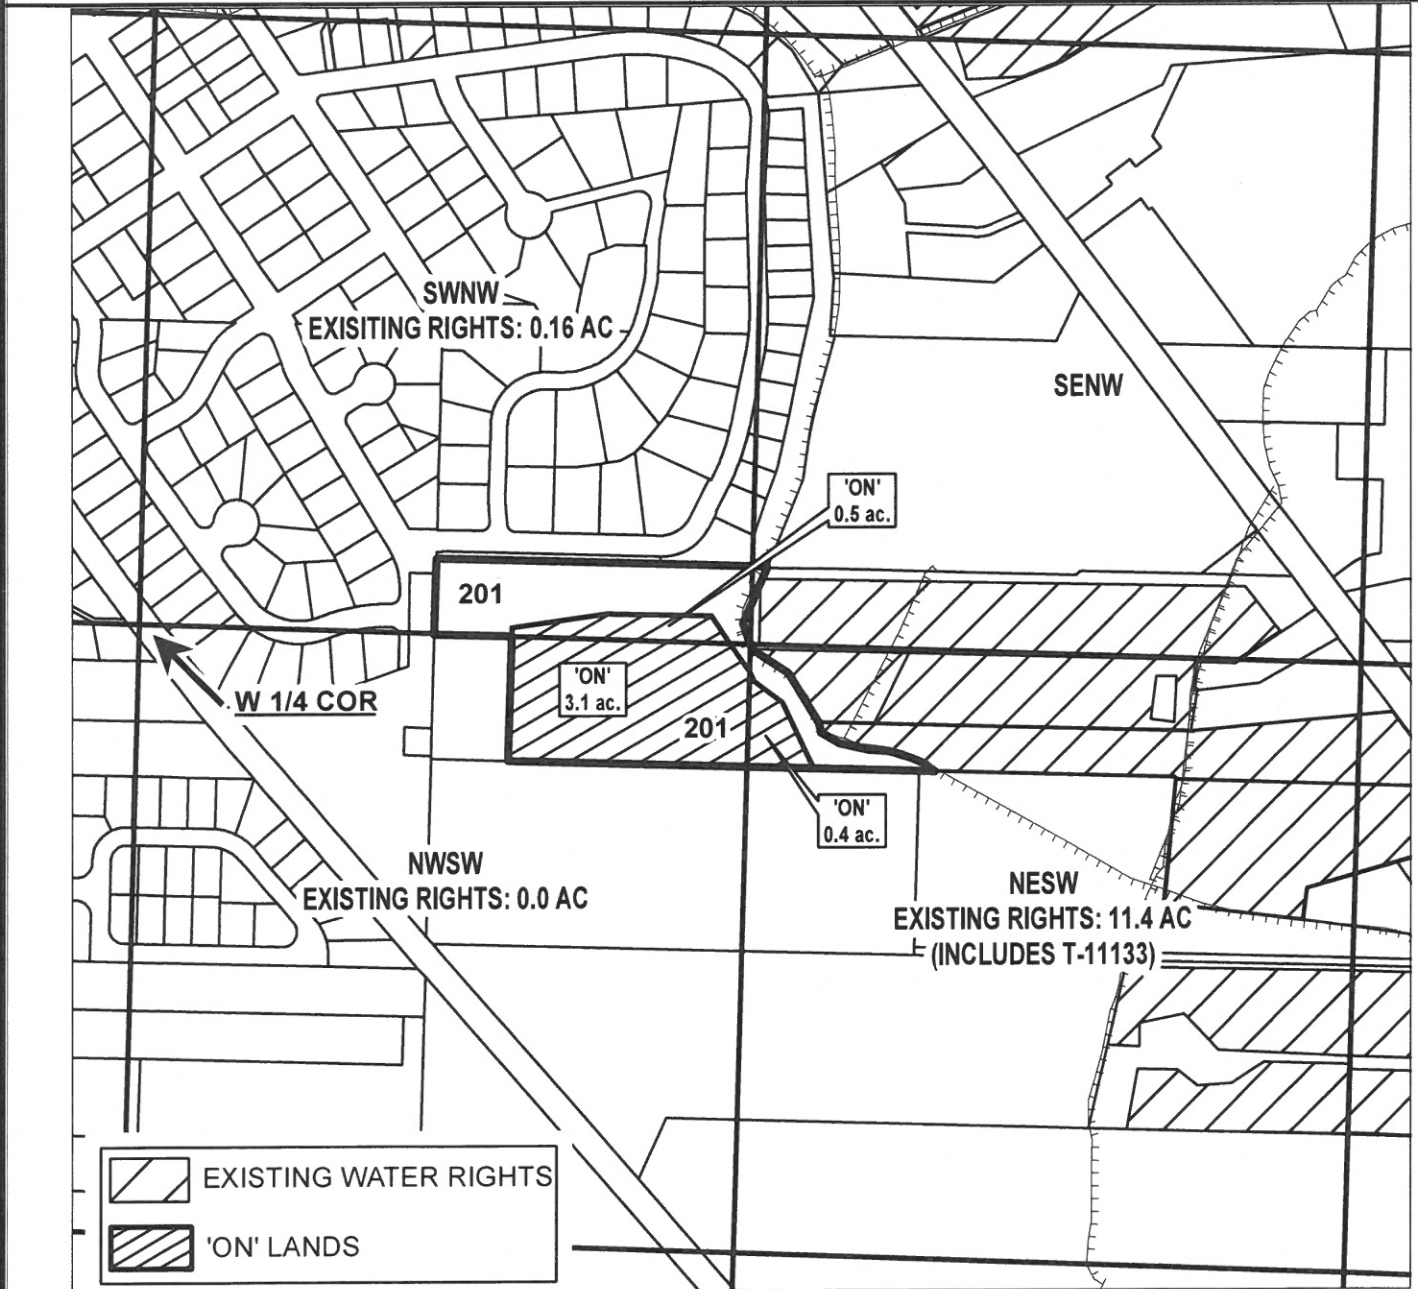 SWNW
EXISITING RIGHTS: 0.16 AC
SENW
'ON'
0.5 ac.
201
'ON'
3.1 ac.
W 1/4 COR
201
'ON'
0.4 ac.
NWSW
EXISTING RIGHTS: 0.0 AC
NESW
EXISTING RIGHTS: 11.4 AC
(INCLUDES T-11133)
EXISTING WATER RIGHTS
'ON' LANDS